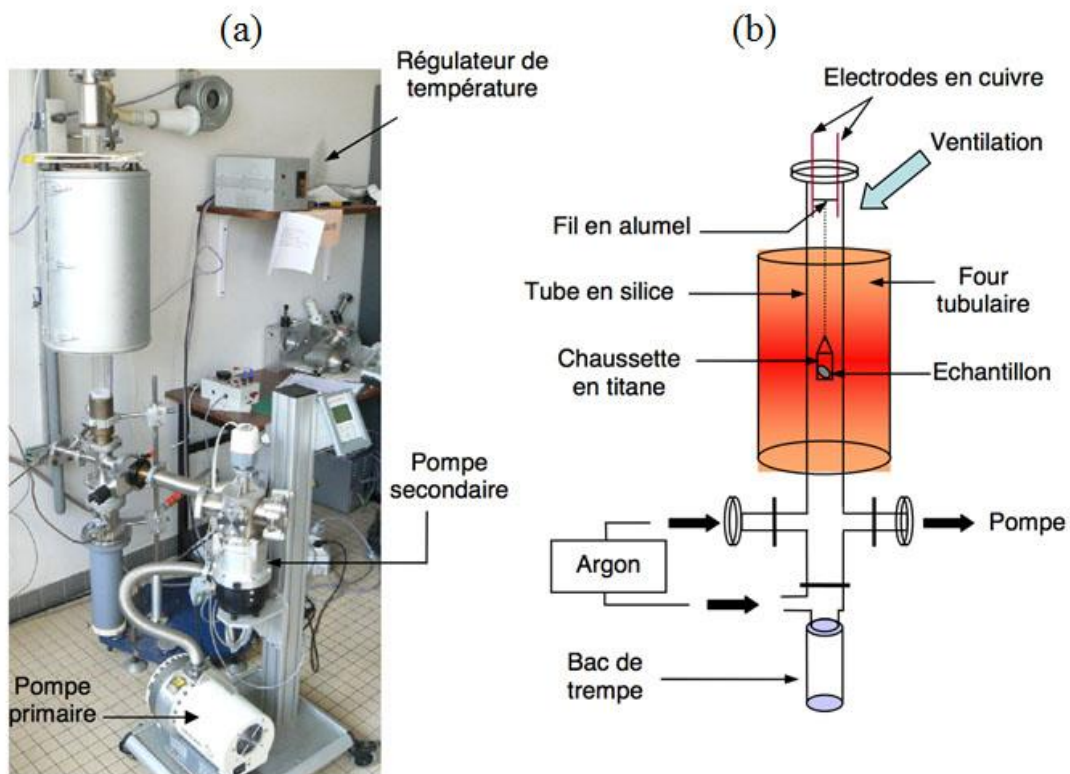 (a)
Régulateur de
température
Pompe
secondaire
Pompe
primaire
(b)
Electrodes en cuivre
Ventilation
Fil en alumel
Tube en silice
Four
tubulaire
Chaussette
en titane
Echantillon
Pompe
Argon
Bac de
trempe